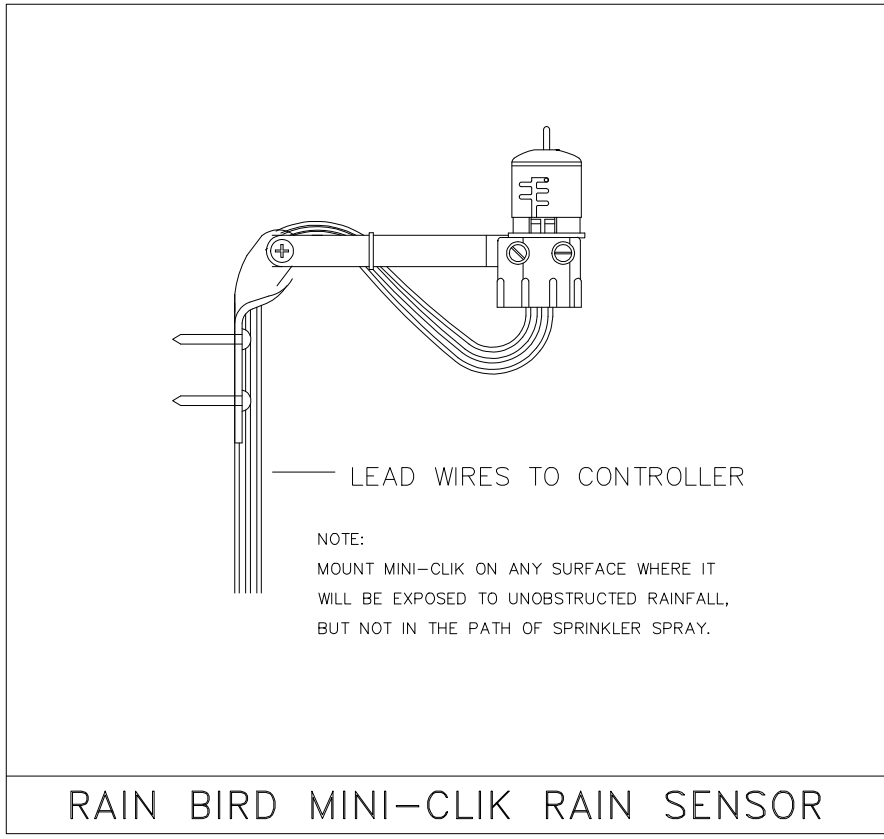 LEAD WIRES TO CONTROLLER
NOTE:
MOUNT MINI-CLIK ON ANY SURFACE WHERE IT
WILL BE EXPOSED TO UNOBSTRUCTED RAINFALL,
BUT NOT IN THE PATH OF SPRINKLER SPRAY.
RAIN BIRD MINI-CLIK RAIN SENSOR